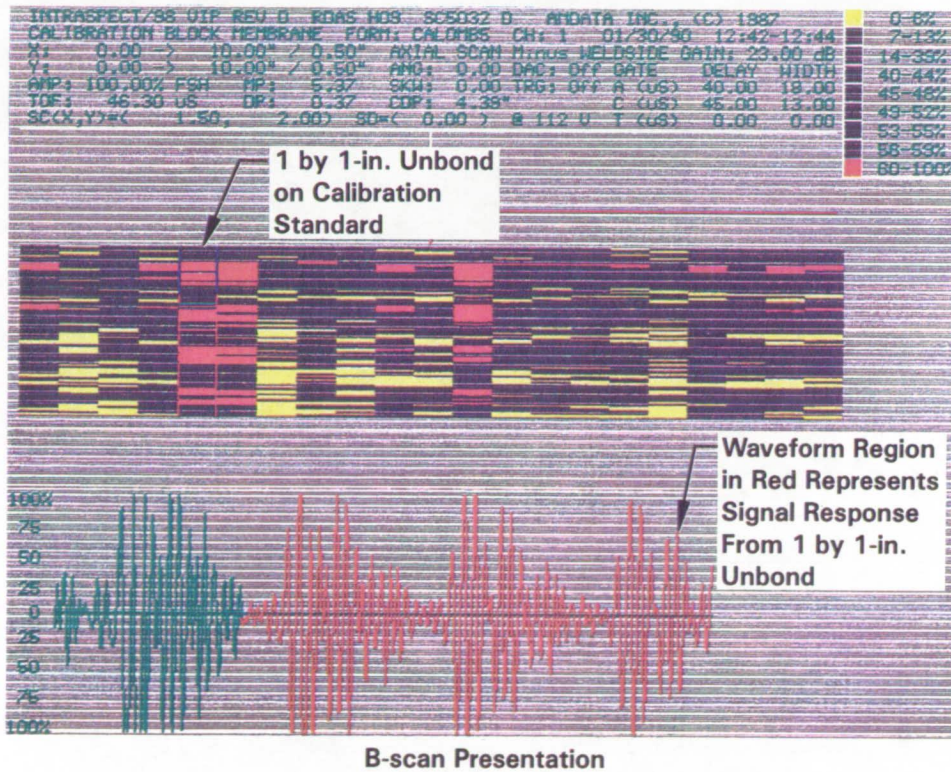 INTRASPECT/98 VIP REV D RDAS H09 SC5032 D AMDATA INC., (C) 1987
CALIBRATION BLOCK MEMBRANE FORM: CALOMB5 CH: 1 01/30/90 12:42-12:44
X: 0.00 -> 10.00" / 0.50" AXIAL SCAN Minus WELDSIDE GAIN: 23.00 dB
Y: 0.00 -> 10.00" / 0.50" ANG: 0.00 DAC: Off GATE DELAY WIDTH
AMP: 100.00% FSH MP: 5.37 SKW: 0.00 TRG: Off A (uS) 40.00 18.00
TOF: 46.30 uS DP: 0.37 CDP: 4.39" C (uS) 45.00 13.00
SC(X,Y)=( 1.50, 2.00) SD=( 0.00 ) @ 112 U T (uS) 0.00 0.00
0-6%
7-13%
14-39%
40-44%
45-48%
49-52%
53-55%
56-59%
60-100%
1 by 1-in. Unbond
on Calibration
Standard
Waveform Region
in Red Represents
Signal Response
From 1 by 1-in.
Unbond
100%
75
50
25
0
25
50
75
100%
B-scan Presentation